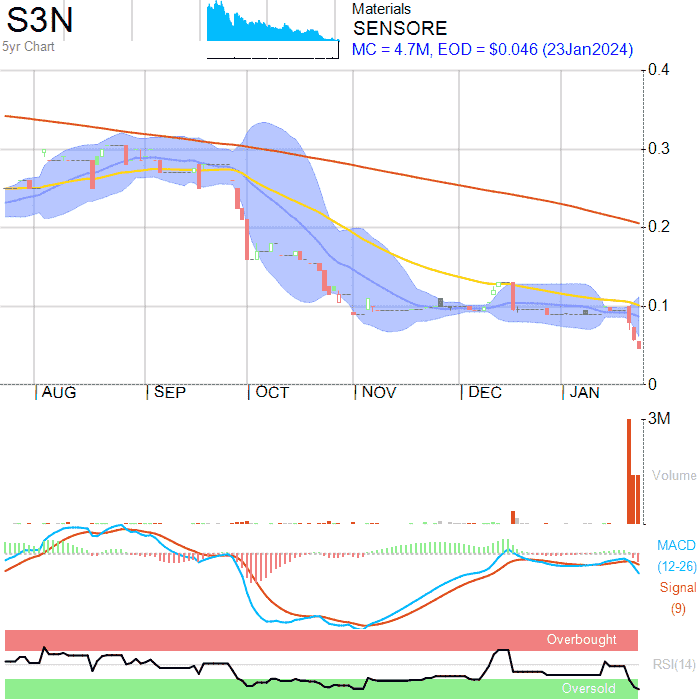 S3N
5yr Chart
Materials
SENSORE
MC = 4.7M, EOD = $0.046 (23Jan2024)
0.4
0.3
0.2
0.1
0
AUG SEP OCT NOV DEC JAN
3M
Volume
MACD
(12-26)
Signal
(9)
Overbought
RSI(14)
Oversold